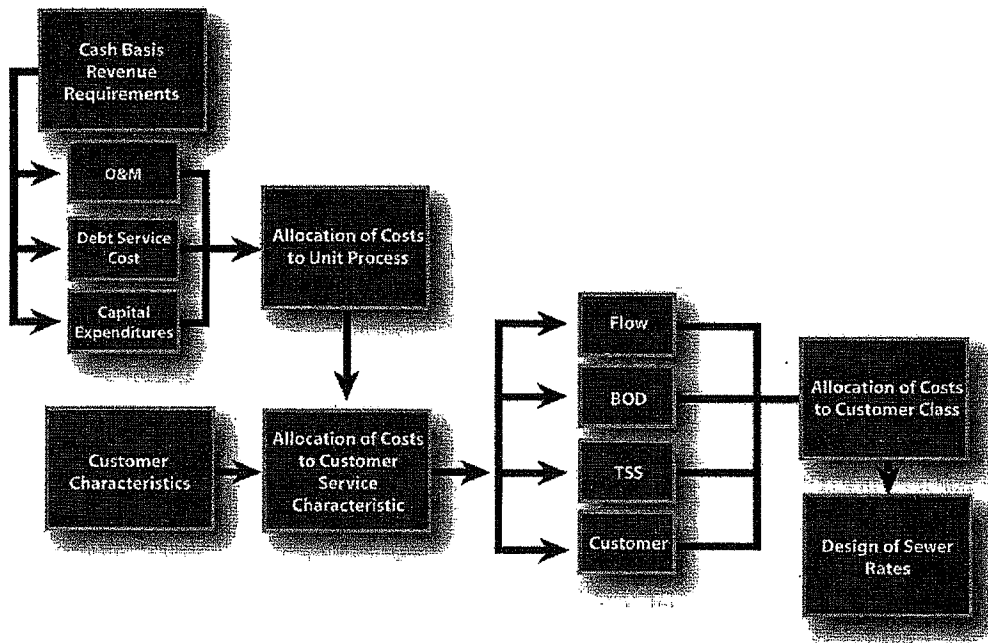 Cash Basis
Revenue
Requirements
O&M
Debt Service
Cost
Capital
Expenditures
Allocation of Costs
to Unit Process
Customer
Characteristics
Allocation of Costs
to Customer
Service
Characteristic
Flow
BOD
TSS
Customer
Allocation of Costs
to Customer Class
Design of Sewer
Rates